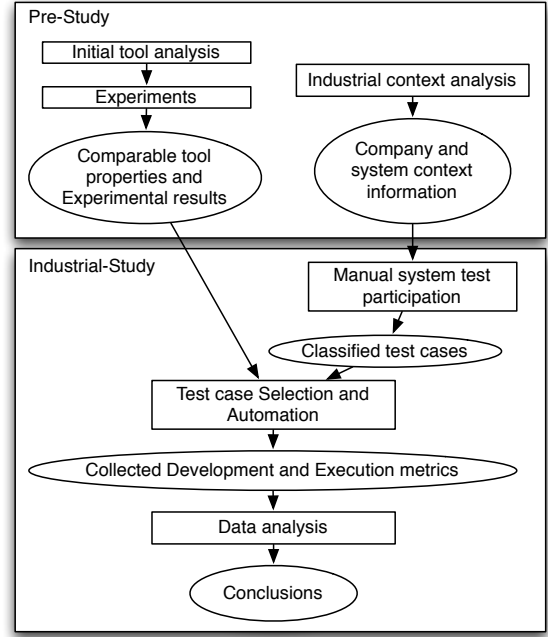 Pre-Study
Initial tool analysis
Experiments
Comparable tool
properties and
Experimental results
Industrial context analysis
Company and
system context
information
Industrial-Study
Manual system test
participation
Classified test cases
Test case Selection and
Automation
Collected Development and Execution metrics
Data analysis
Conclusions